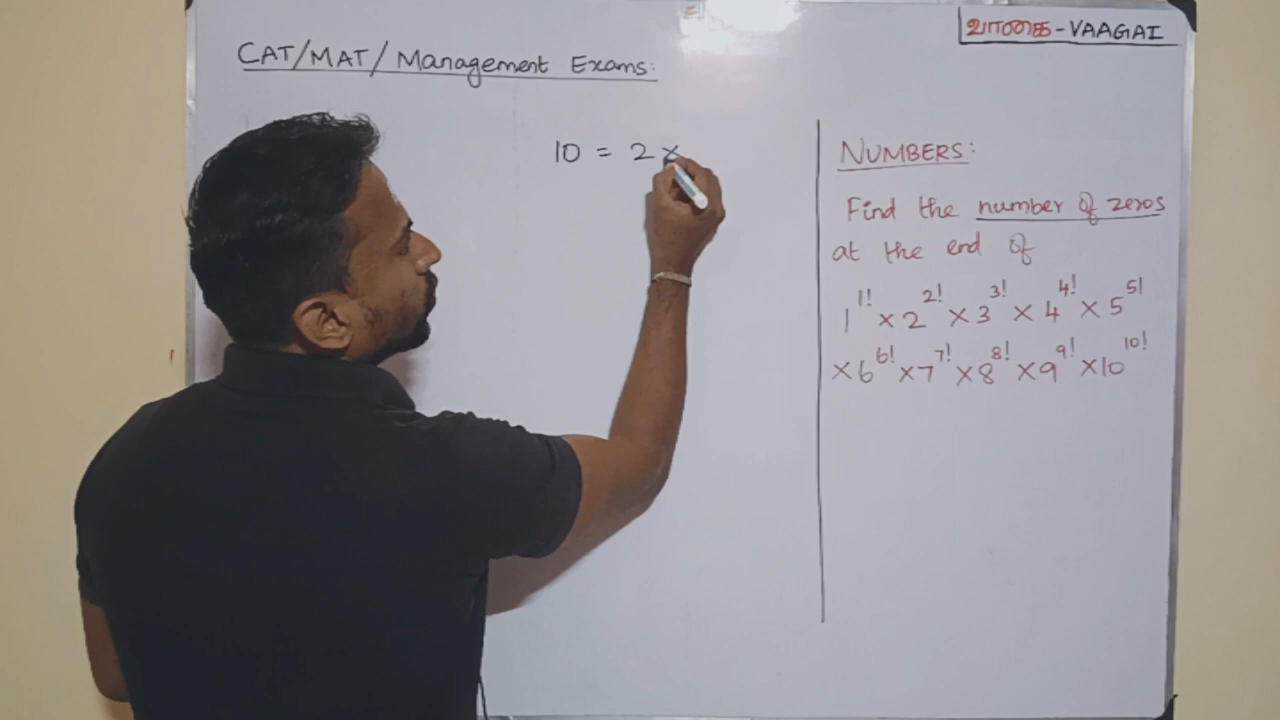 வாகை-VAAGAI
CAT/MAT/Management Exams:
10 = 2 ×
NUMBERS:
Find the number of zeros
at the end of
1^1! × 2^2! × 3^3! × 4^4! × 5^5!
×6^6! ×7^7! ×8^8! ×9^9! ×10^10!